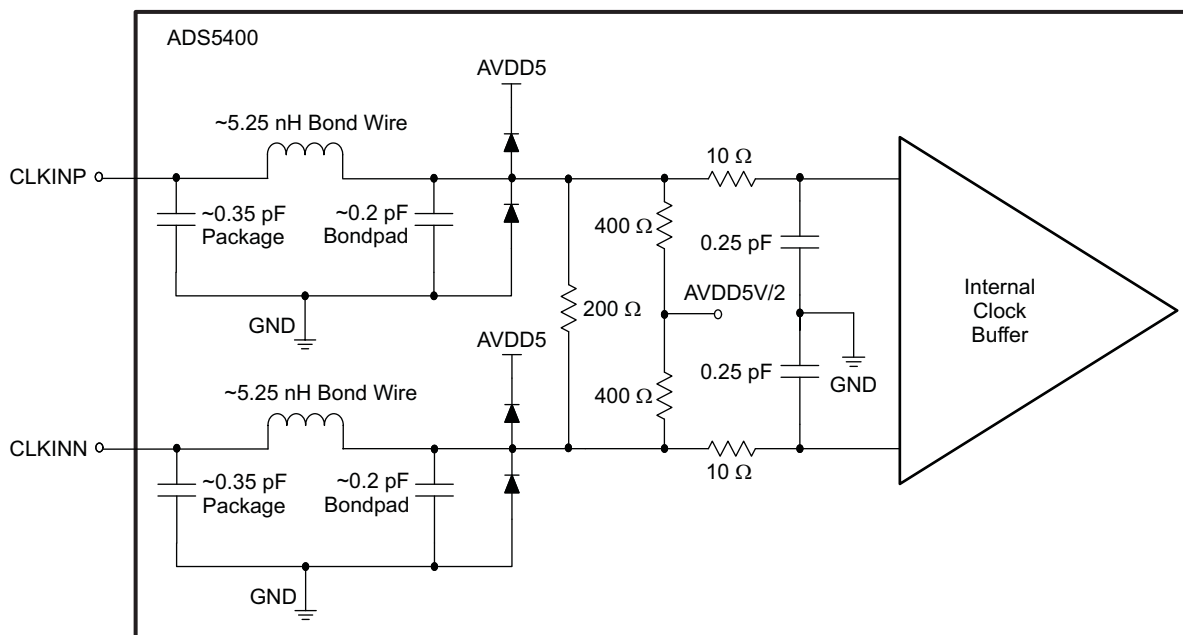 ADS5400
AVDD5
~5.25 nH Bond Wire
10 Ω
CLKINP
~0.35 pF
Package
~0.2 pF
Bondpad
400 Ω
0.25 pF
Internal
Clock
Buffer
GND
200 Ω
AVDD5V/2
AVDD5
GND
~5.25 nH Bond Wire
400 Ω
0.25 pF
CLKINN
10 Ω
~0.35 pF
Package
~0.2 pF
Bondpad
GND